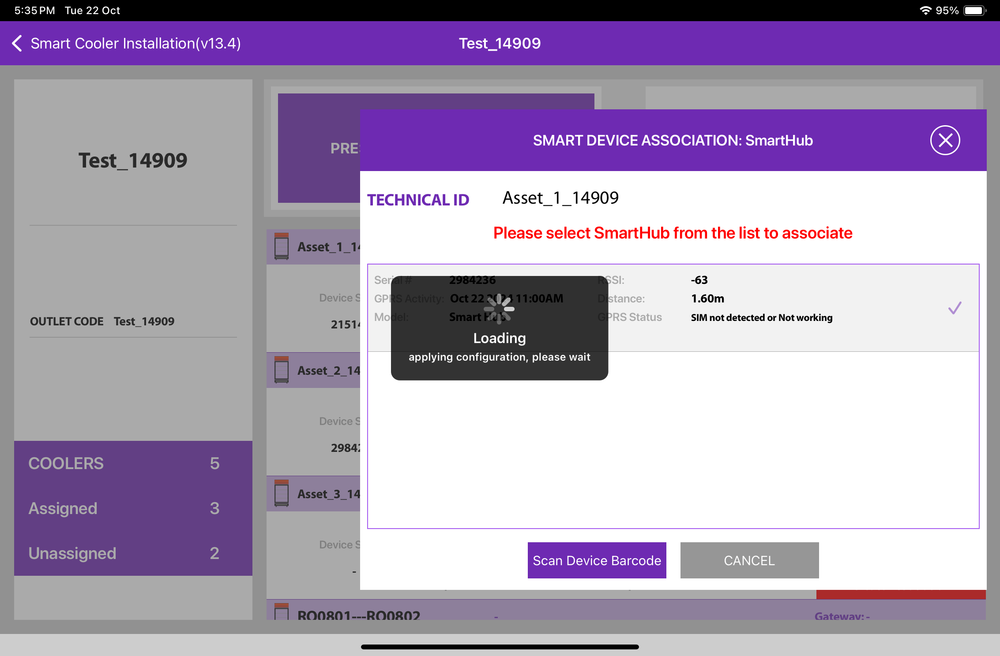 5:35 PM Tue 22 Oct
95%
Smart Cooler Installation(v13.4)
Test_14909
Test_14909
OUTLET CODE Test_14909
COOLERS 5
Assigned 3
Unassigned 2
SMART DEVICE ASSOCIATION: SmartHub
TECHNICAL ID Asset_1_14909
Please select SmartHub from the list to associate
Serial # 2984236 RSSI: -63
GPRS Activity: Oct 22 2024 11:00AM Distance: 1.60m
Model: Smart Hub GPRS Status SIM not detected or Not working
Loading
applying configuration, please wait
Scan Device Barcode
CANCEL
PRES
Asset_1_14
Device S
21514
Asset_2_14
Device S
29842
Asset_3_14
Device S
-
RO0801---RO0802 - Gateway: -